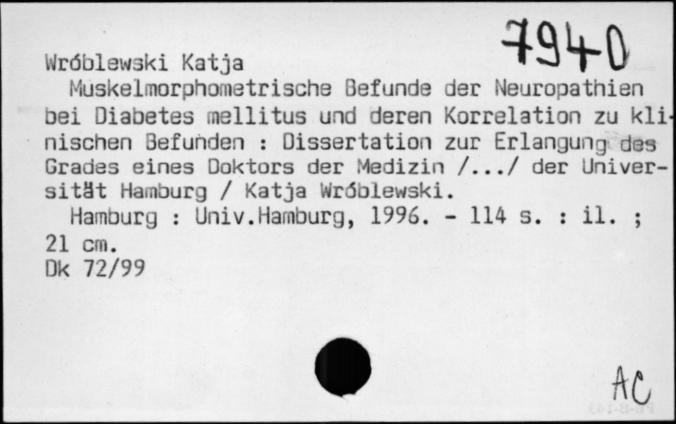 7940
Wróblewski Katja
Muskelmorphometrische Befunde der Neuropathien
bei Diabetes mellitus und deren Korrelation zu kli-
nischen Befunden : Dissertation zur Erlangung des
Grades eines Doktors der Medizin /.../ der Univer-
sität Hamburg / Katja Wróblewski.
Hamburg : Univ.Hamburg, 1996. - 114 s. : il. ;
21 cm.
Dk 72/99
AC